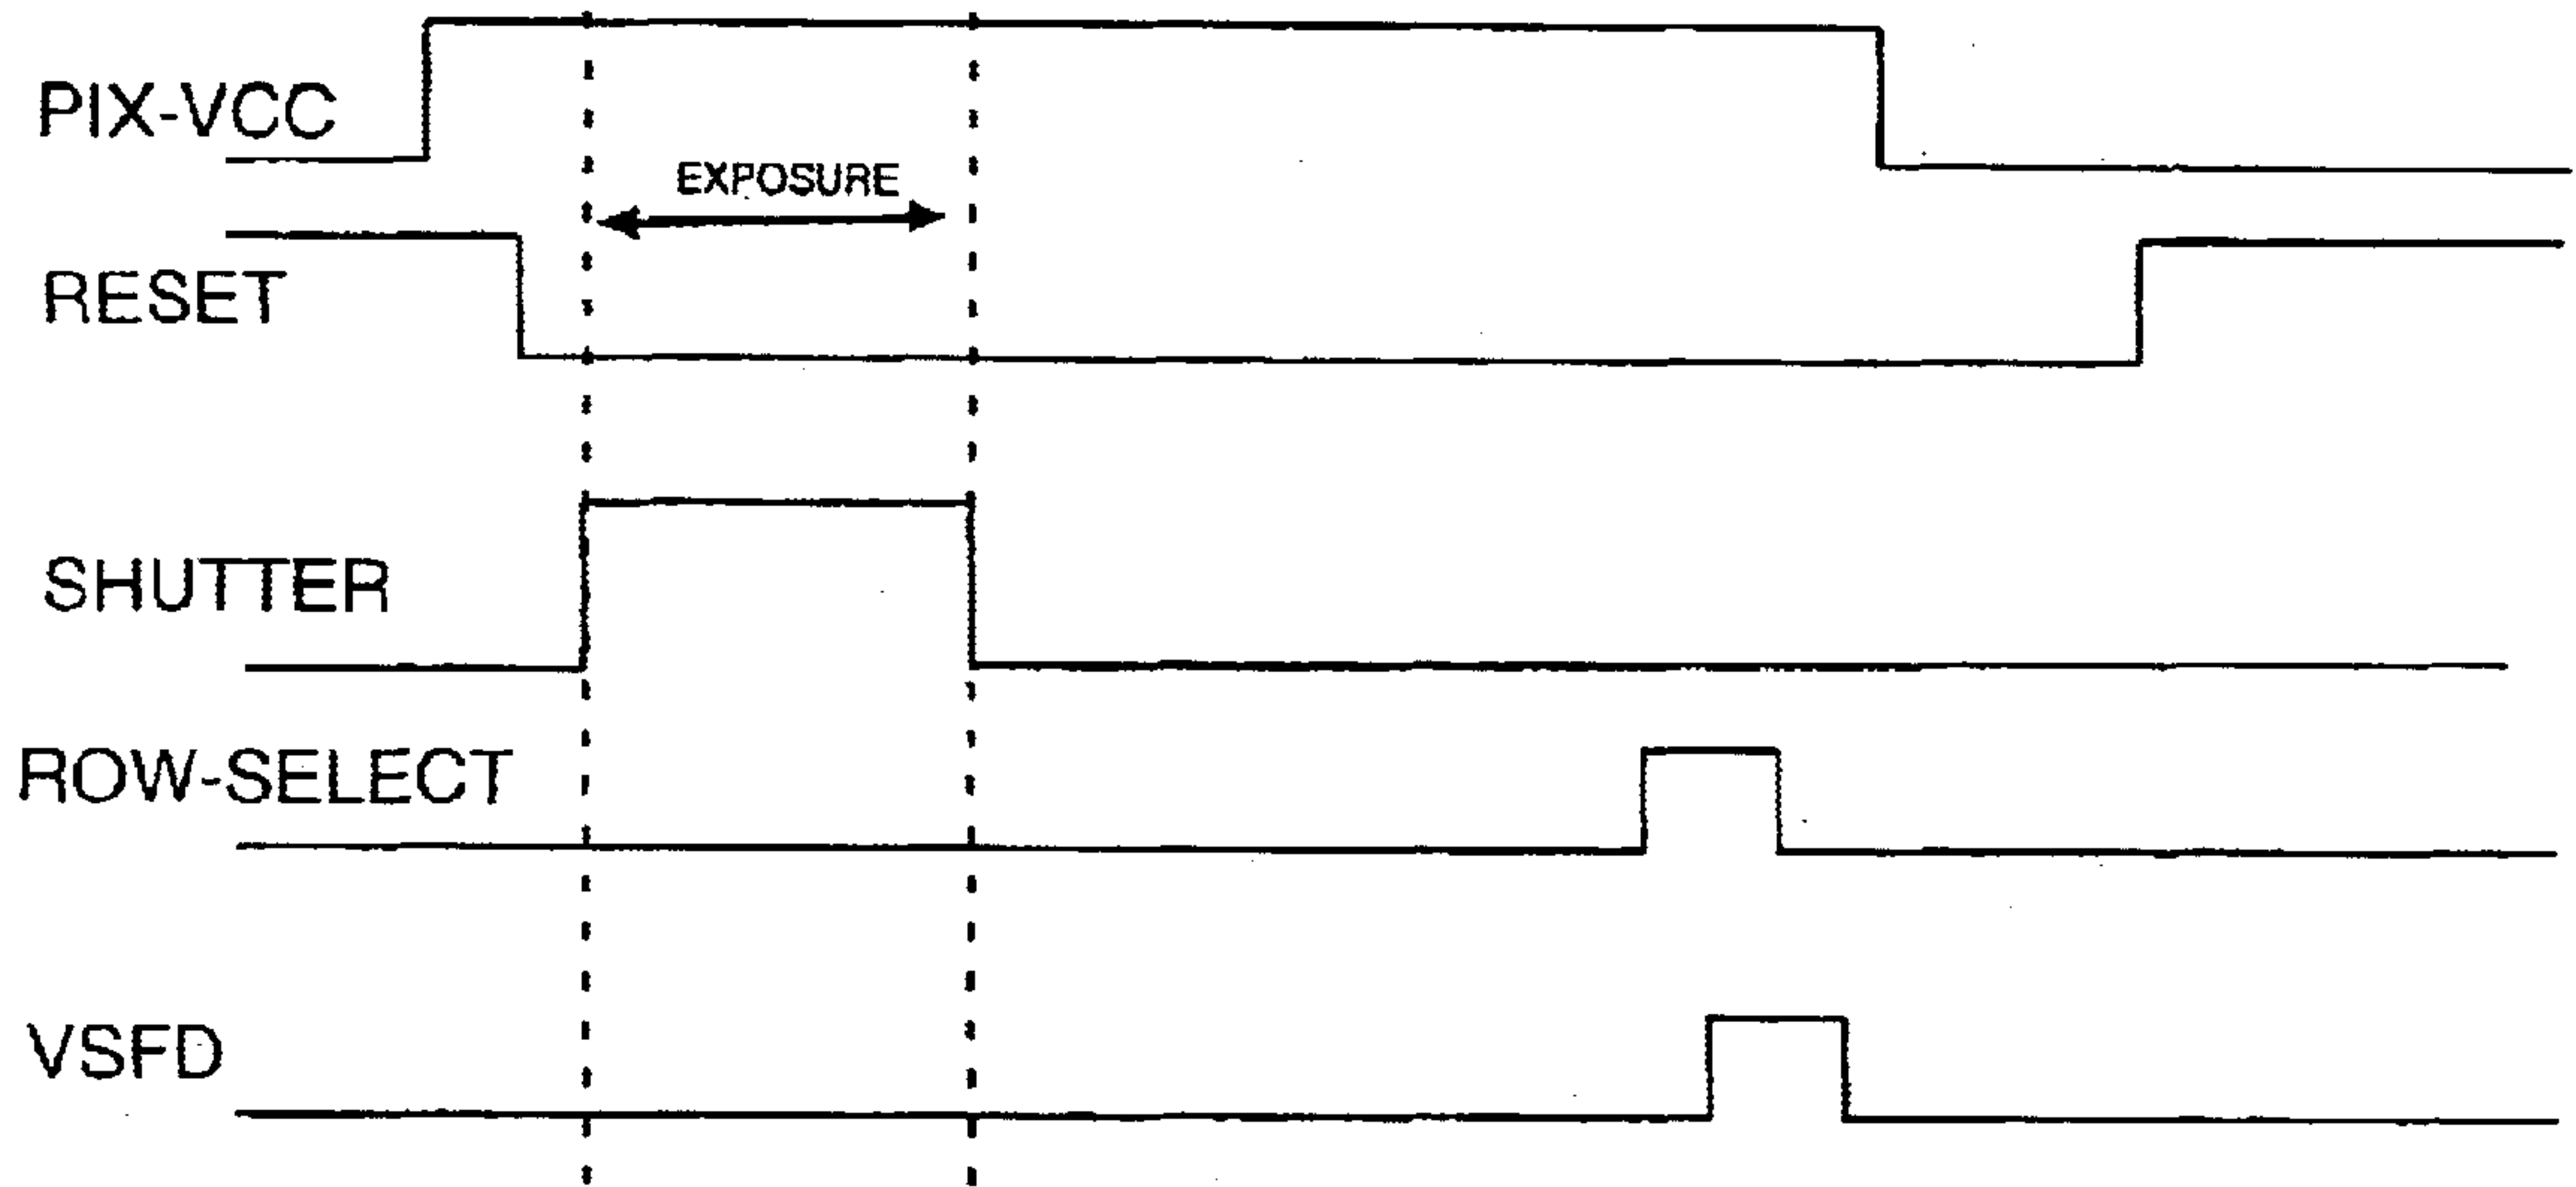 PIX-VCC
EXPOSURE
RESET
SHUTTER
ROW-SELECT
VSFD